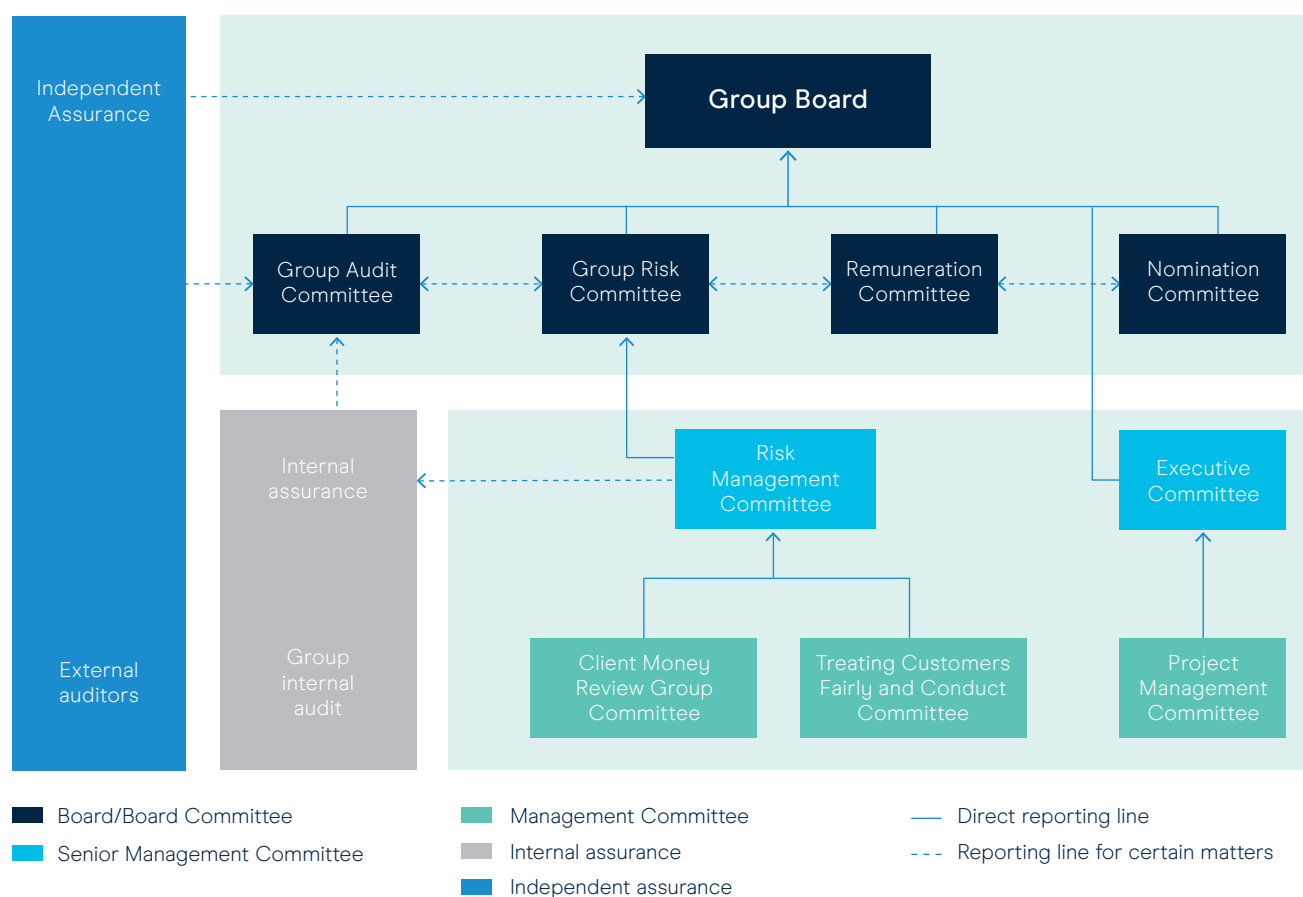 Independent
Assurance
Group Board
Group Audit
Committee
Group Risk
Committee
Remuneration
Committee
Nomination
Committee
Internal
assurance
Risk
Management
Committee
Executive
Committee
External
auditors
Group
internal
audit
Client Money
Review Group
Committee
Treating Customers
Fairly and Conduct
Committee
Project
Management
Committee
Board/Board Committee
Senior Management Committee
Management Committee
Internal assurance
Independent assurance
Direct reporting line
Reporting line for certain matters